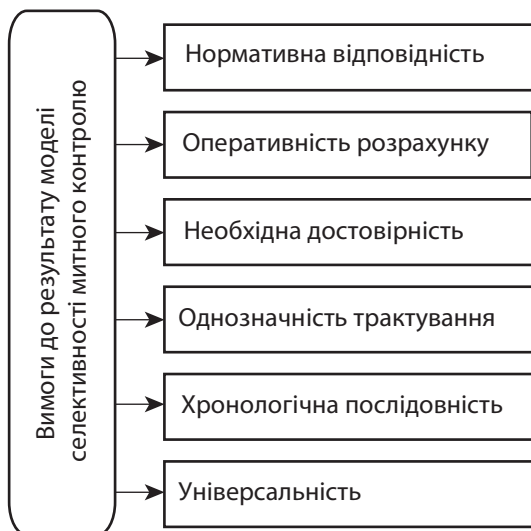 Вимоги до результату моделі
селективності митного контролю
Нормативна відповідність
Оперативність розрахунку
Необхідна достовірність
Однозначність трактування
Хронологічна послідовність
Універсальність